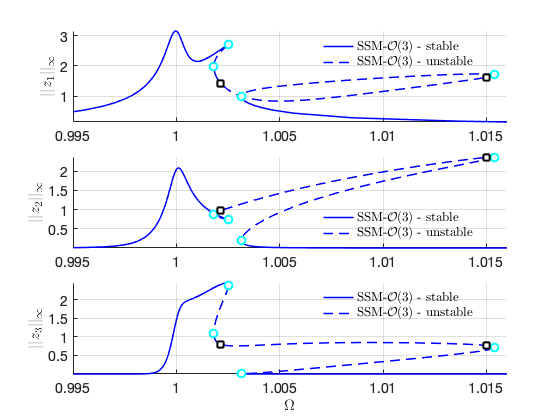 3
2
1
||z₁||∞
SSM-𝒪(3) - stable
SSM-𝒪(3) - unstable
0.995 1 1.005 1.01 1.015
2
1.5
1
0.5
||z₂||∞
SSM-𝒪(3) - stable
SSM-𝒪(3) - unstable
0.995 1 1.005 1.01 1.015
2
1.5
1
0.5
||z₃||∞
SSM-𝒪(3) - stable
SSM-𝒪(3) - unstable
0.995 1 1.005 1.01 1.015
Ω